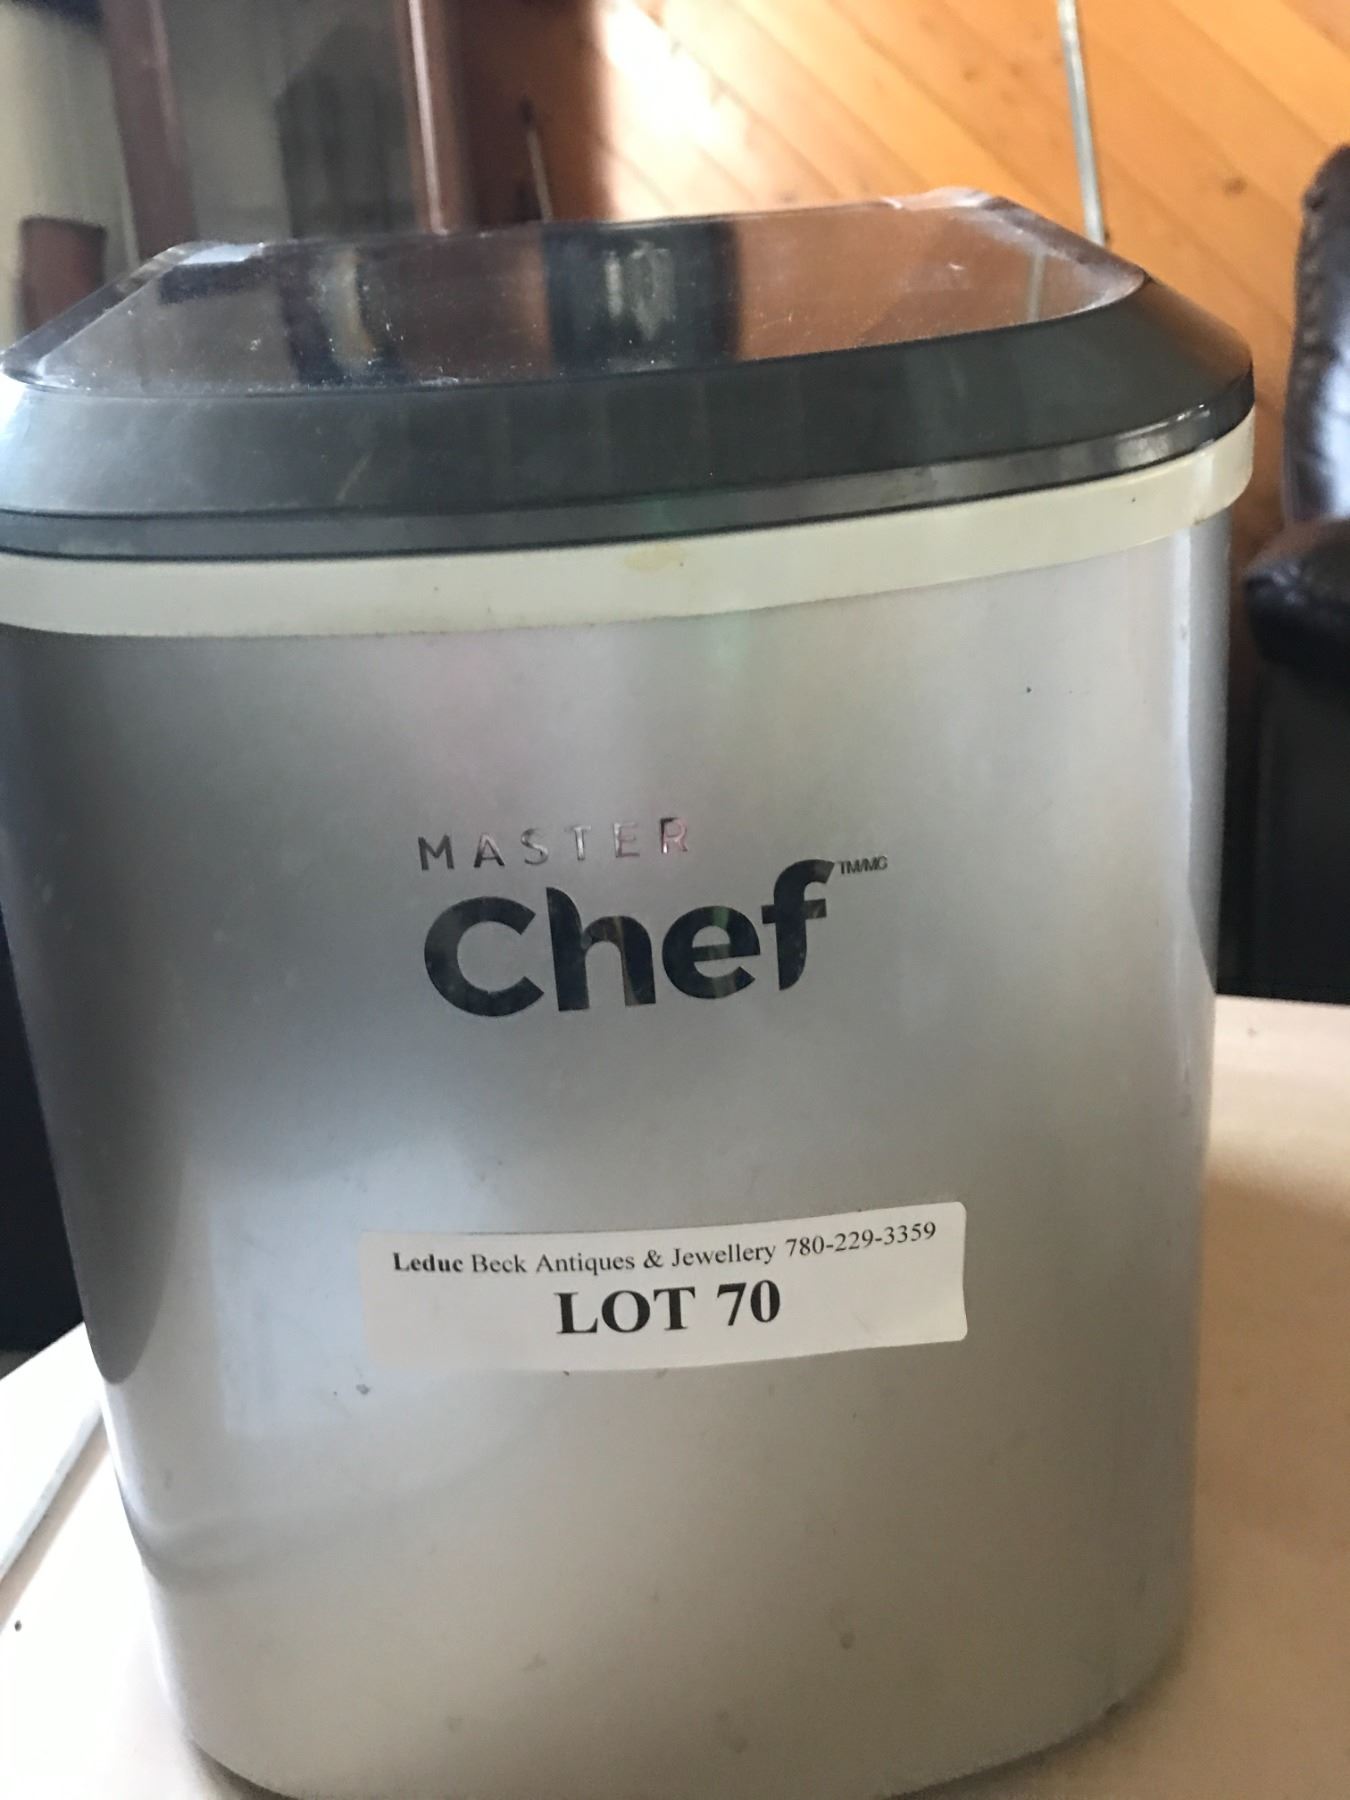 MASTER
Chef TM/MC
Leduc Beck Antiques & Jewellery 780-229-3359
LOT 70